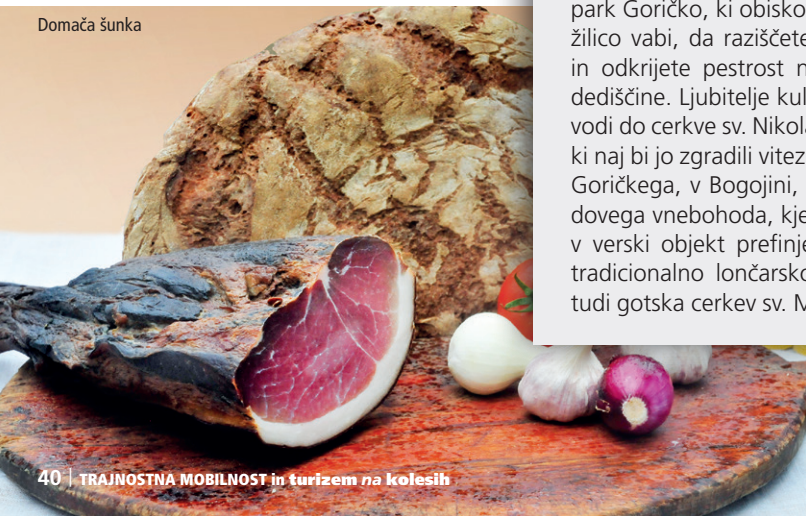 Domača šunka
park Goričko, ki obisko
žilico vabi, da raziščete
in odkrijete pestrost n
dediščine. Ljubitelje kul
vodi do cerkve sv. Nikola
ki naj bi jo zgradili vitez
Goričkega, v Bogojini,
dovega vnebohoda, kje
v verski objekt prefinje
tradicionalno lončarsko
tudi gotska cerkev sv. M
40 | TRAJNOSTNA MOBILNOST in turizem na kolesih